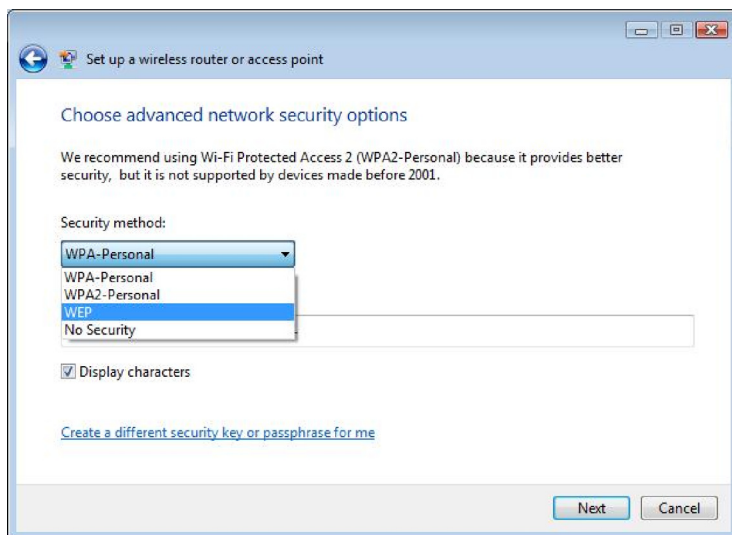 Set up a wireless router or access point
Choose advanced network security options
We recommend using Wi-Fi Protected Access 2 (WPA2-Personal) because it provides better
security, but it is not supported by devices made before 2001.
Security method:
WPA-Personal
WPA-Personal
WPA2-Personal
WEP
No Security
Display characters
Create a different security key or passphrase for me
Next
Cancel